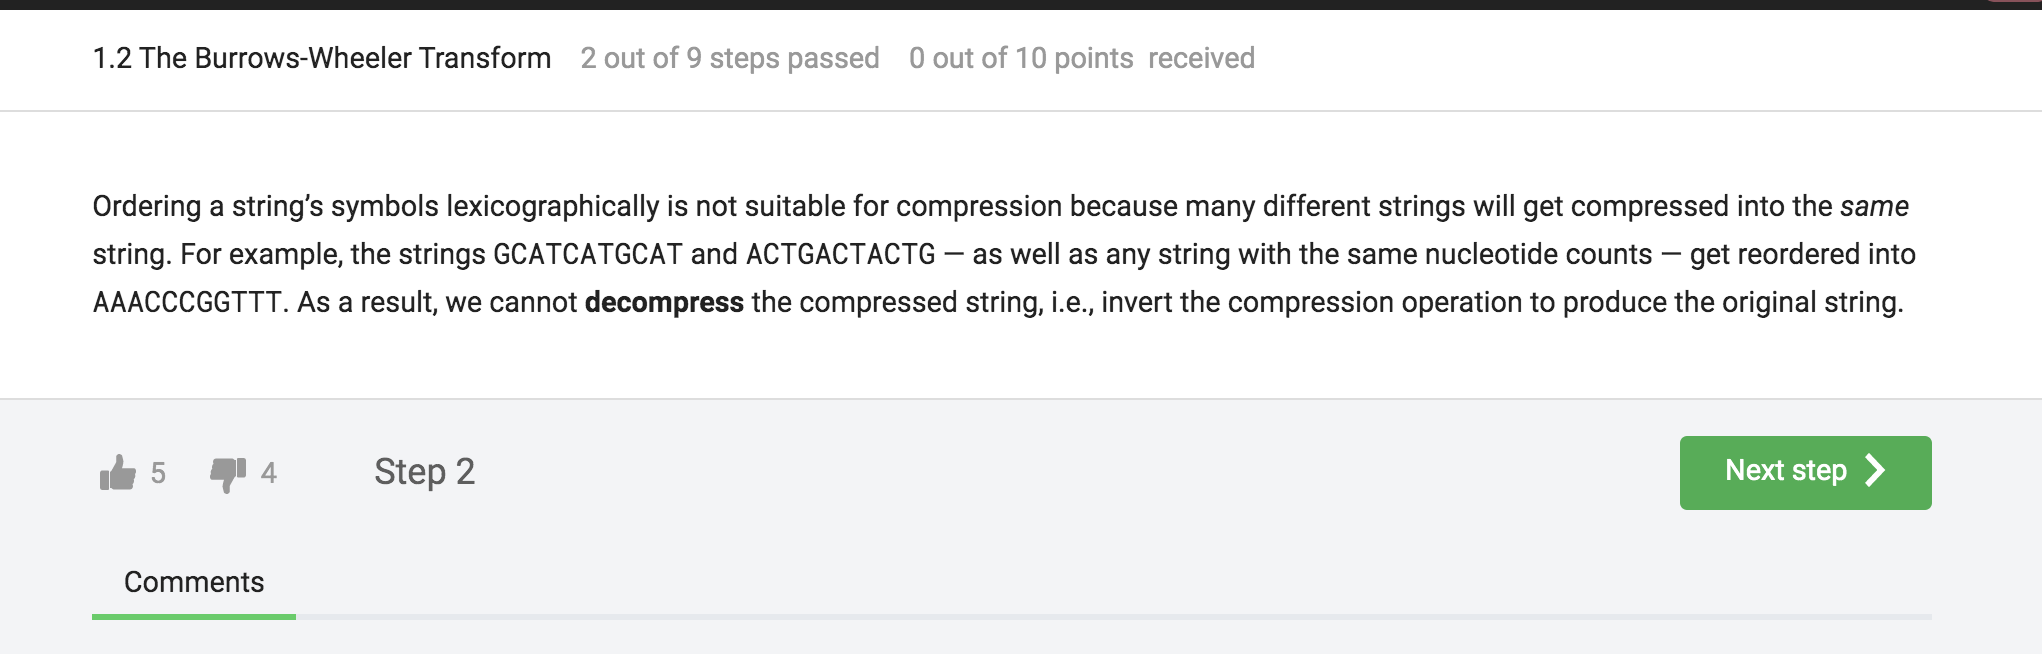 1.2 The Burrows-Wheeler Transform 2 out of 9 steps passed 0 out of 10 points received
Ordering a string’s symbols lexicographically is not suitable for compression because many different strings will get compressed into the same
string. For example, the strings GCATCATGCAT and ACTGACTACTG — as well as any string with the same nucleotide counts — get reordered into
AAACCCGGTTT. As a result, we cannot decompress the compressed string, i.e., invert the compression operation to produce the original string.
5 4 Step 2 Next step
Comments